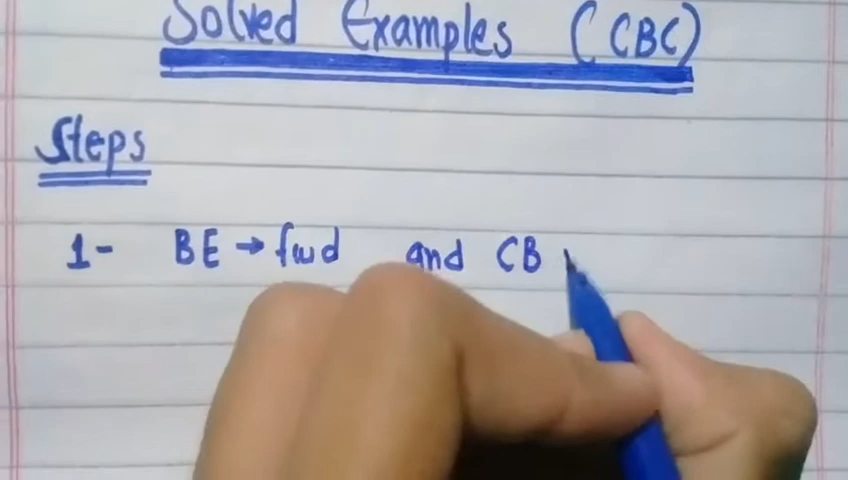 Solved Examples (CBC)
Steps
1- BE → fwd and CB